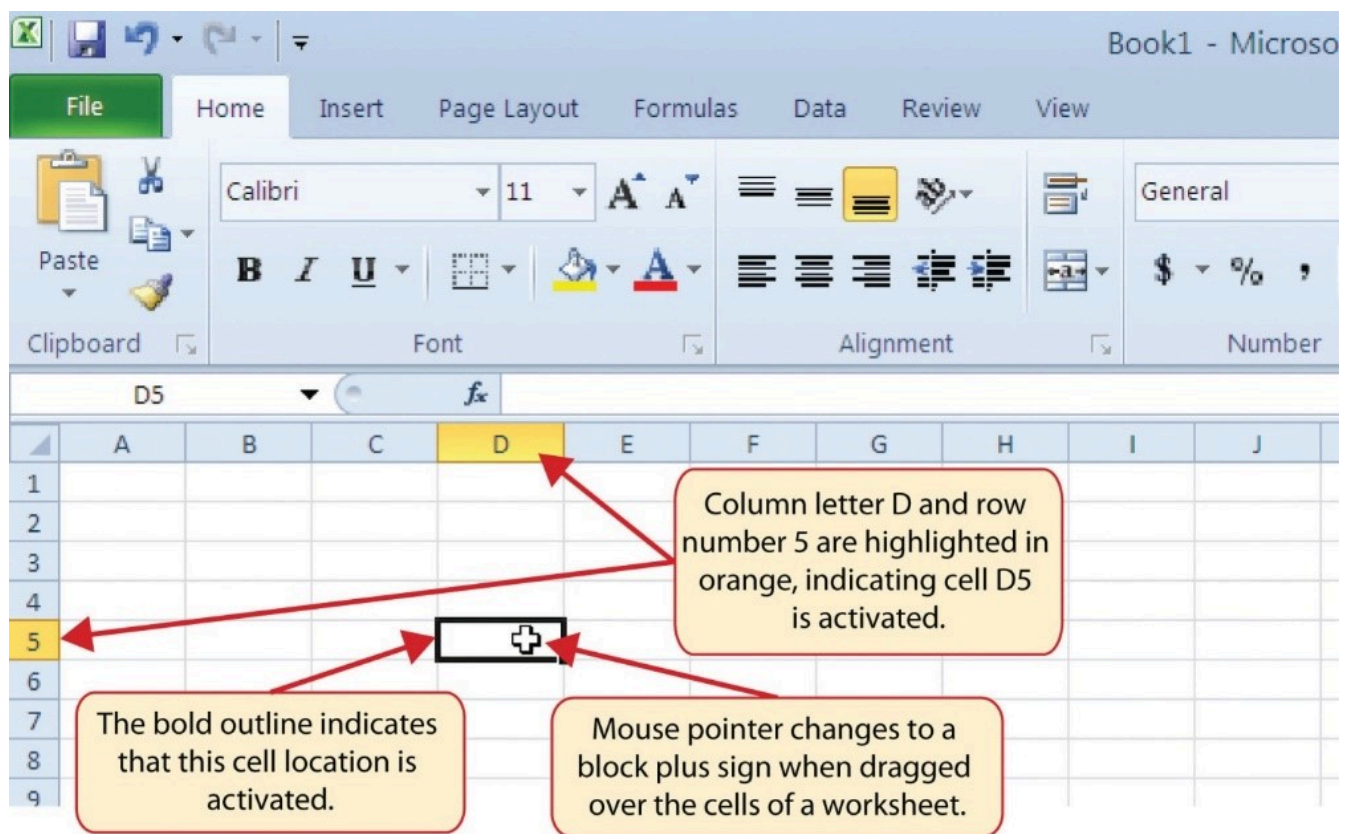 Book1 - Microso
File Home Insert Page Layout Formulas Data Review View
Calibri 11 A A General
Paste B I U A a $ % ,
Clipboard Font Alignment Number
D5 fx
A B C D E F G H I J
1
2
3
4
5
6
7
8
9
Column letter D and row
number 5 are highlighted in
orange, indicating cell D5
is activated.
The bold outline indicates
that this cell location is
activated.
Mouse pointer changes to a
block plus sign when dragged
over the cells of a worksheet.